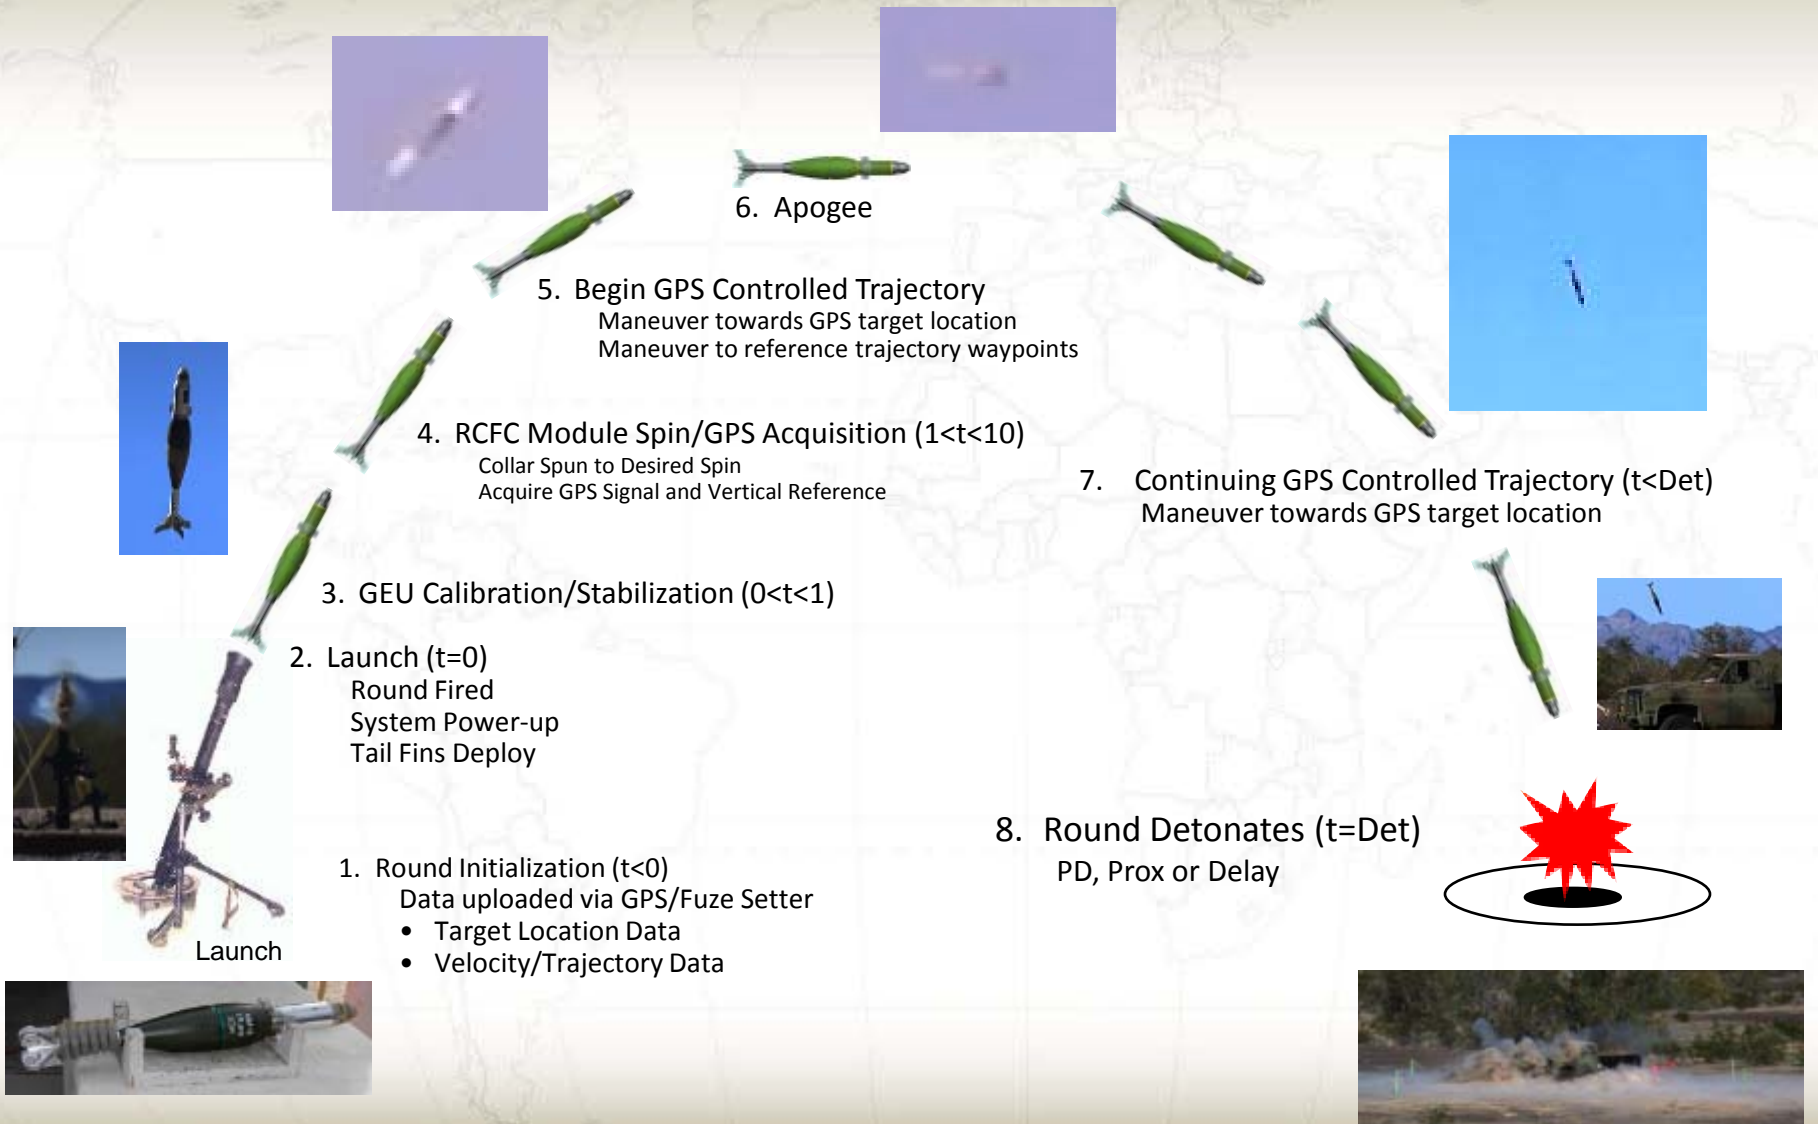 6. Apogee
5. Begin GPS Controlled Trajectory
Maneuver towards GPS target location
Maneuver to reference trajectory waypoints
4. RCFC Module Spin/GPS Acquisition (1<t<10)
Collar Spun to Desired Spin
Acquire GPS Signal and Vertical Reference
7. Continuing GPS Controlled Trajectory (t<Det)
Maneuver towards GPS target location
3. GEU Calibration/Stabilization (0<t<1)
2. Launch (t=0)
Round Fired
System Power-up
Tail Fins Deploy
8. Round Detonates (t=Det)
PD, Prox or Delay
1. Round Initialization (t<0)
Data uploaded via GPS/Fuze Setter
• Target Location Data
• Velocity/Trajectory Data
Launch